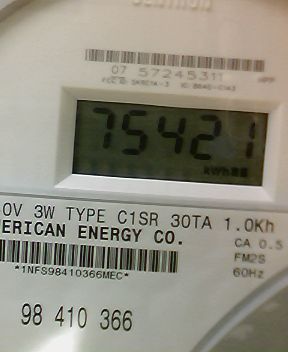 07 57245311
75421
kWh
0V 3W TYPE C1SR 30TA 1.0Kh
ERICAN ENERGY CO.
CA 0.5
FM2S
60Hz
*1NFS98410366MEC*
98 410 366